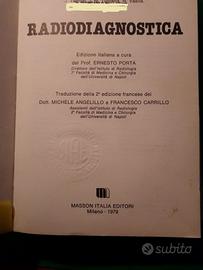 RADIODIAGNOSTICA
Edizione italiana a cura
del Prof. ERNESTO PORTA
Direttore dell'Istituto di Radiologia
2ª Facoltà di Medicina e Chirurgia
dell'Università di Napoli
Traduzione della 2ª edizione francese dei
Dott. MICHELE ANGELILLO e FRANCESCO CARRILLO
Assistenti dell'Istituto di Radiologia
2ª Facoltà di Medicina e Chirurgia
dell'Università di Napoli
MASSON ITALIA EDITORI
Milano - 1979
subito